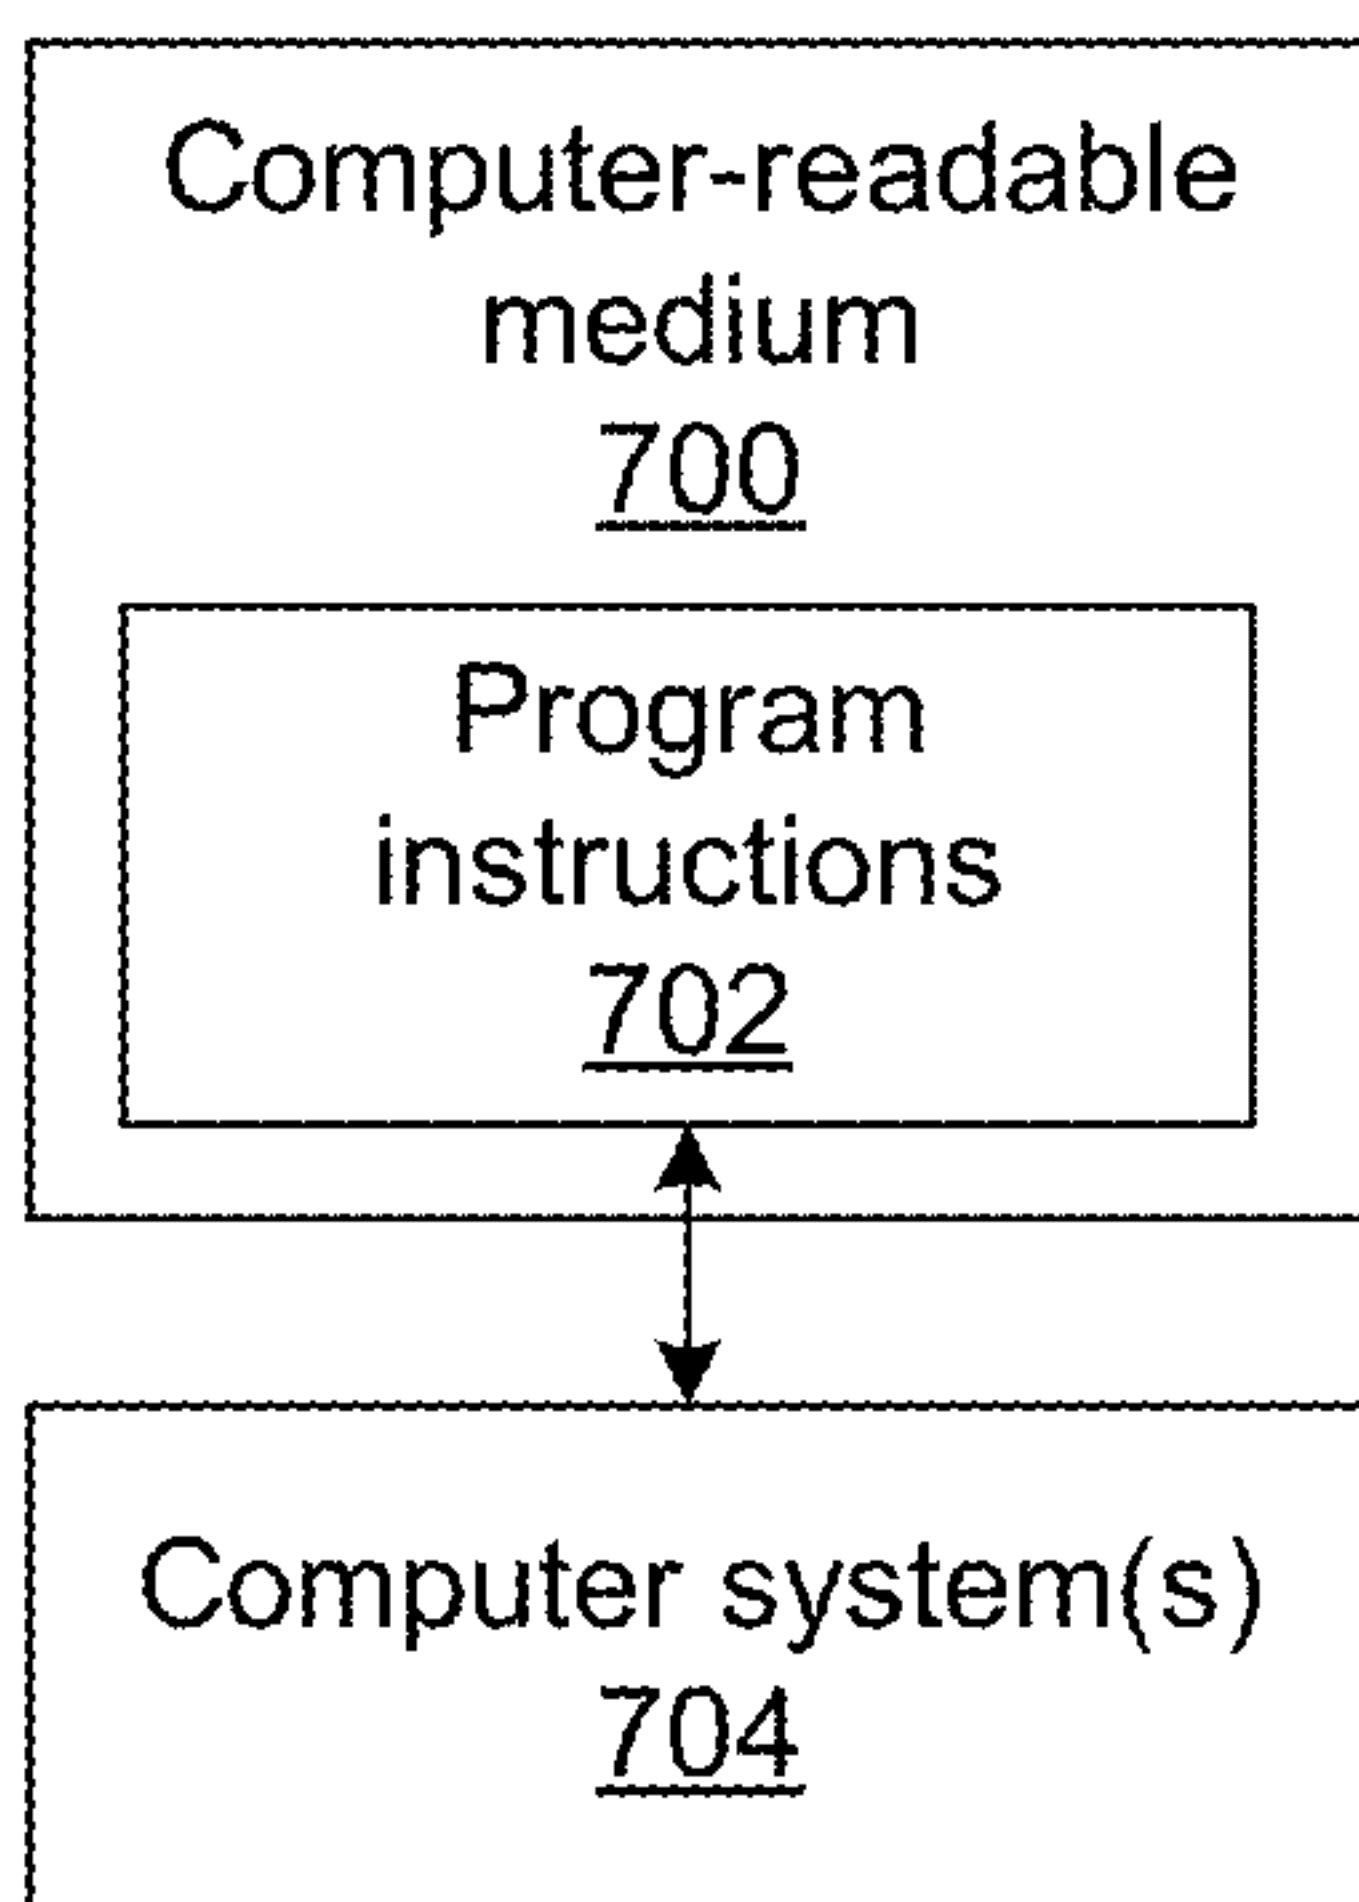 Computer-readable
medium
700
Program
instructions
702
Computer system(s)
704